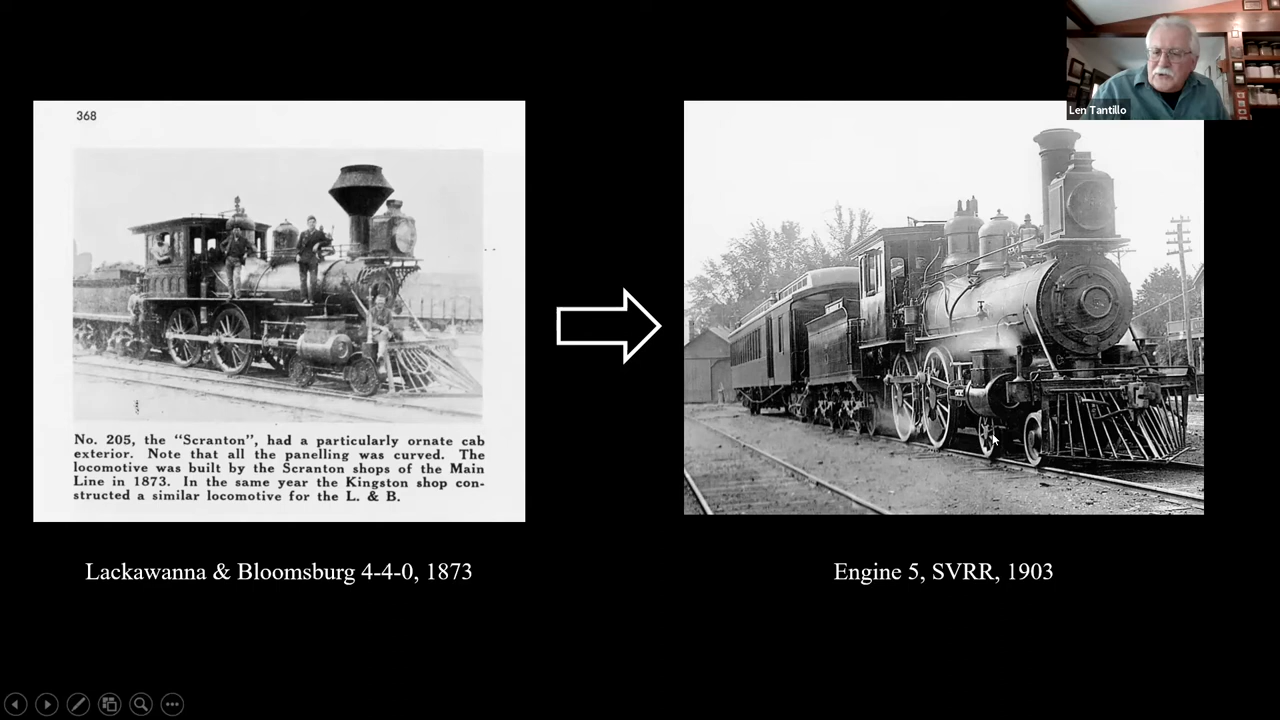 Len Tantillo
368
No. 205, the "Scranton", had a particularly ornate cab
exterior. Note that all the panelling was curved. The
locomotive was built by the Scranton shops of the Main
Line in 1873. In the same year the Kingston shop con-
structed a similar locomotive for the L. & B.
Lackawanna & Bloomsburg 4-4-0, 1873
Engine 5, SVRR, 1903